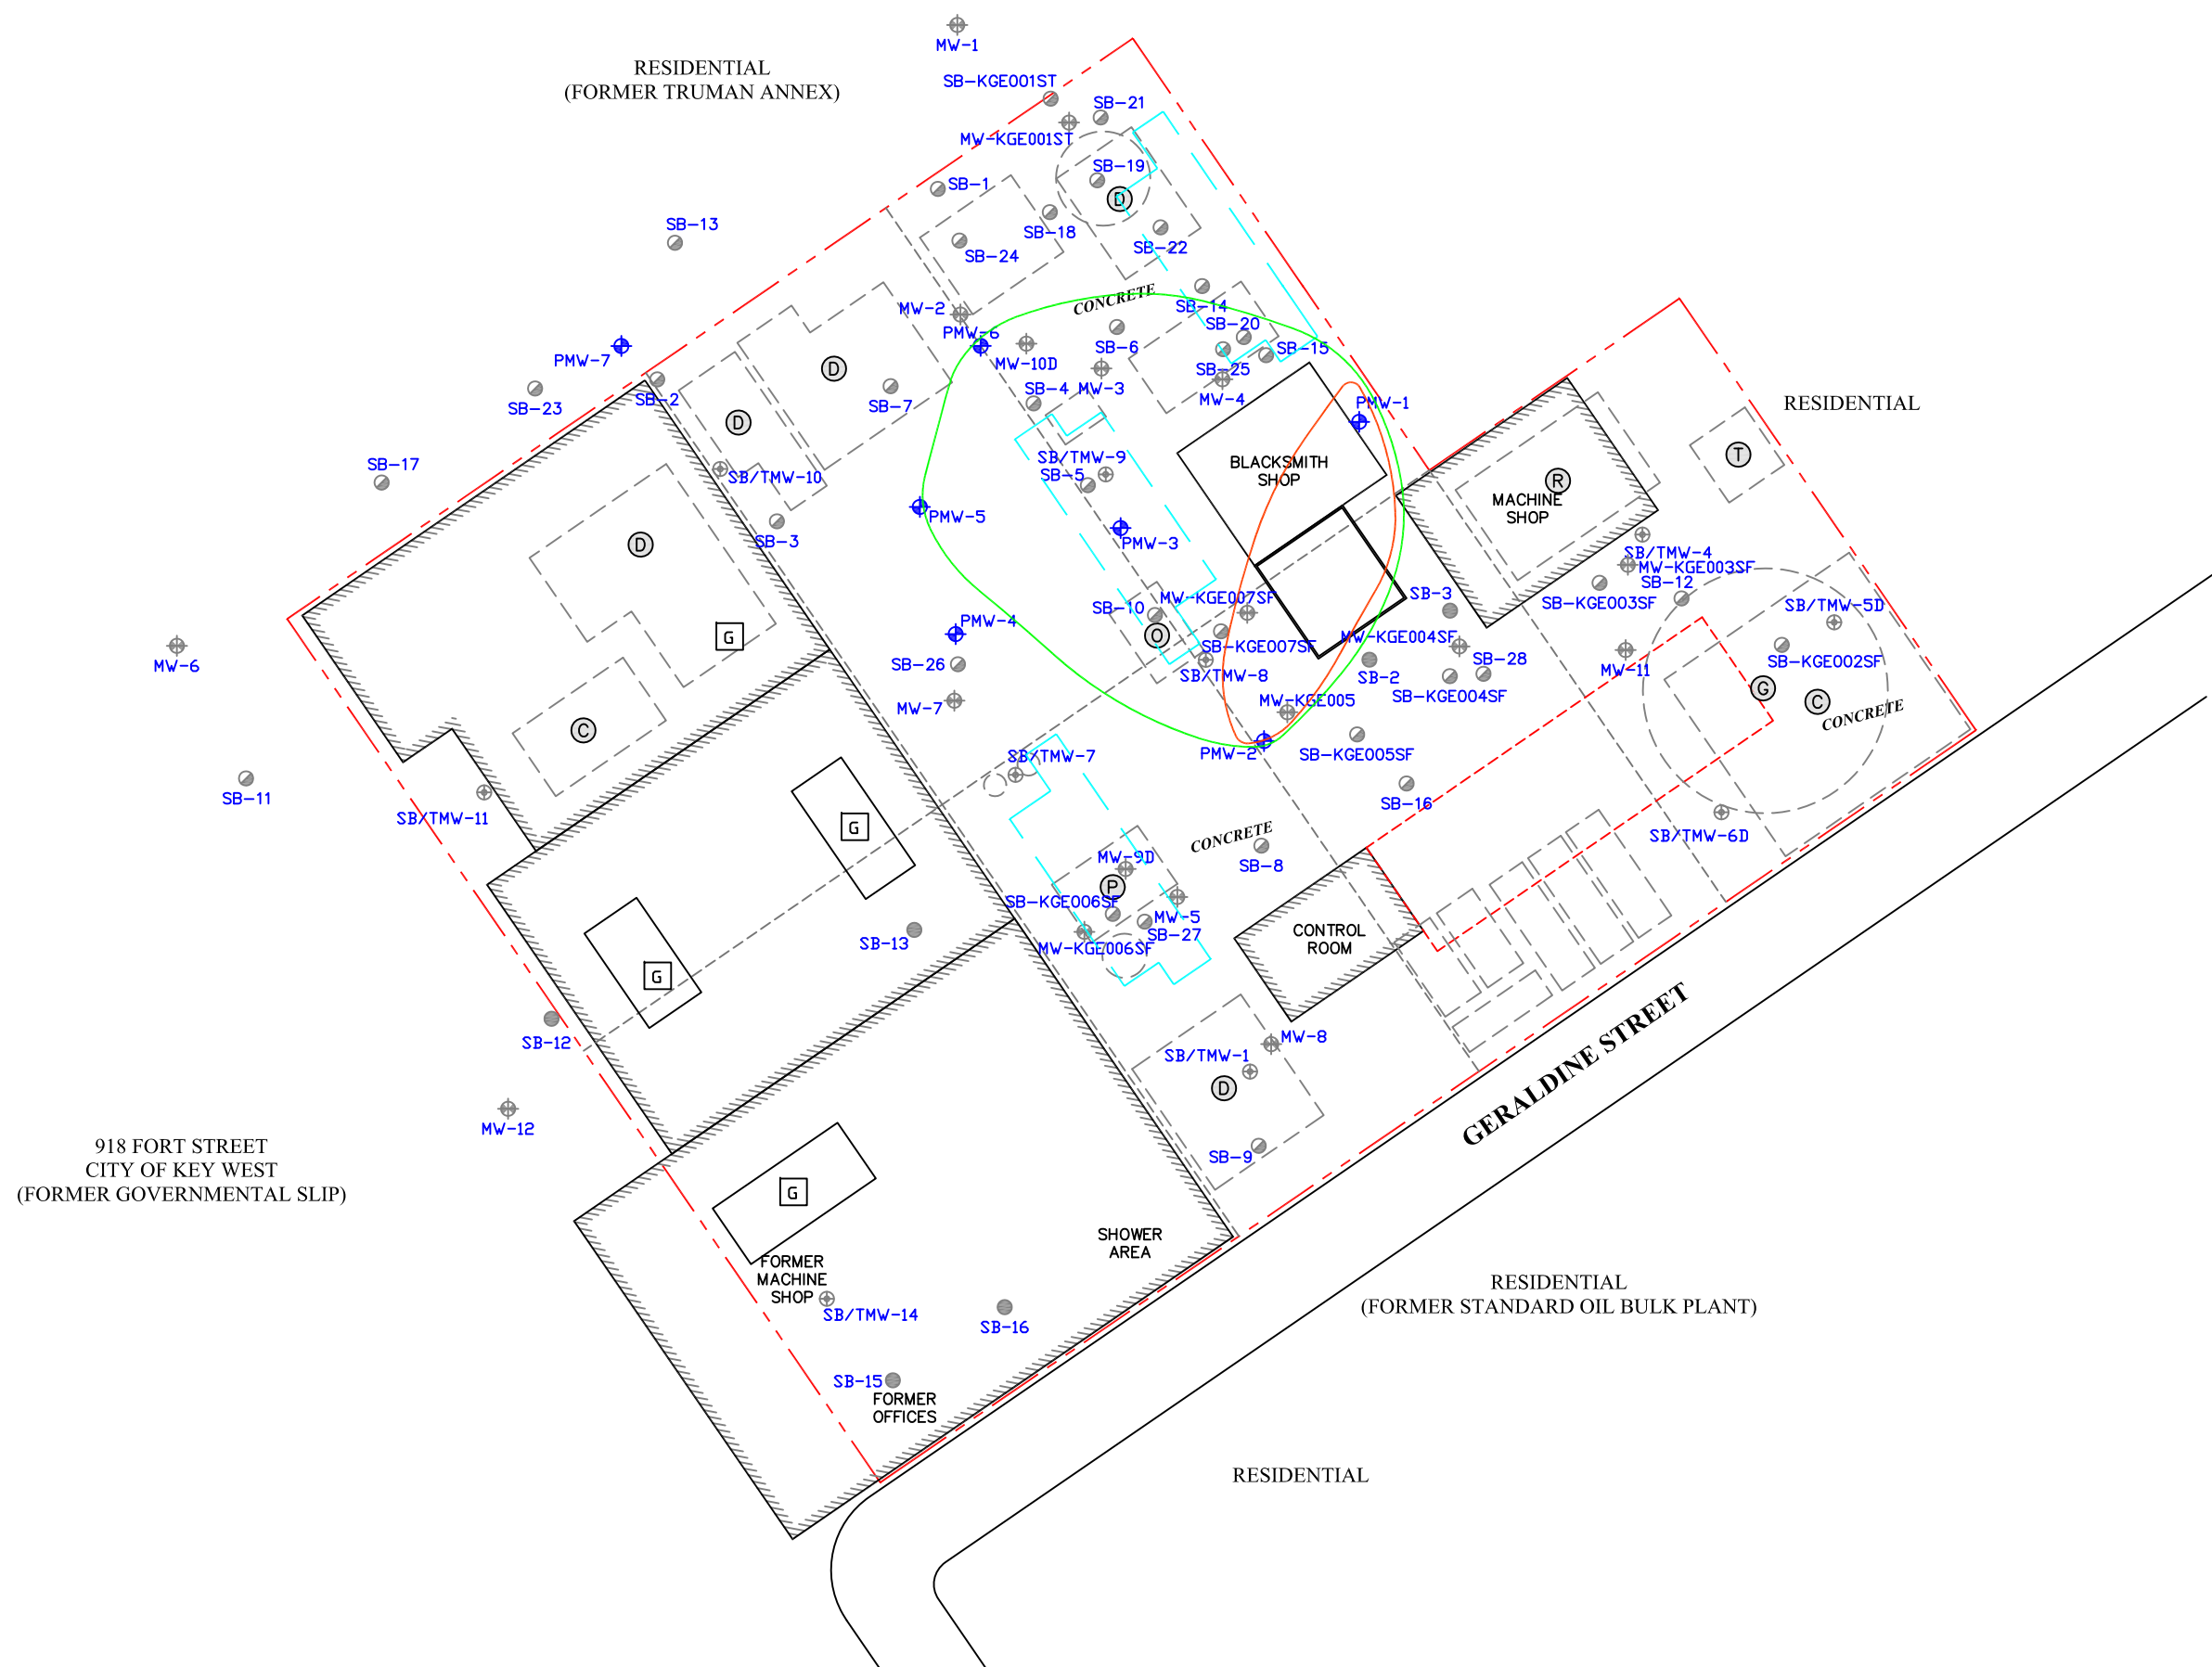 MW-1
RESIDENTIAL
(FORMER TRUMAN ANNEX)
SB-KGE001ST
SB-21
MW-KGE001ST
SB-19
D
SB-1
SB-13
SB-18
SB-22
SB-24
CONCRETE
MW-2
SB-14
PMW-6
SB-20
PMW-7
MW-10D
SB-6
SB-15
D
SB-25
SB-2
SB-4
MW-3
MW-4
SB-23
SB-7
PMW-1
RESIDENTIAL
D
SB/TMW-9
BLACKSMITH
SHOP
T
SB-17
SB/TMW-10
SB-5
R
MACHINE
SHOP
PMW-5
D
SB-3
PMW-3
SB/TMW-4
MW-KGE003SF
SB-12
SB-KGE003SF
SB/TMW-5D
SB-10
MW-KGE007SF
SB-3
PMW-4
G
O
SB-KGE007SF
MW-KGE004SF
MW-6
SB-26
SB/TMW-8
SB-2
SB-28
MW-11
SB-KGE002SF
SB-KGE004SF
G
C
CONCRETE
MW-7
MW-KGE005
C
PMW-2
SB-KGE005SF
SB/TMW-7
SB-11
SB/TMW-11
SB-16
G
CONCRETE
SB/TMW-6D
MW-9D
SB-8
P
SB-KGE006SF
MW-5
SB-27
MW-KGE006SF
SB-13
CONTROL
ROOM
G
SB-12
GERALDINE STREET
MW-8
SB/TMW-1
D
MW-12
918 FORT STREET
CITY OF KEY WEST
(FORMER GOVERNMENTAL SLIP)
SB-9
G
SHOWER
AREA
FORMER
MACHINE
SHOP
SB/TMW-14
RESIDENTIAL
(FORMER STANDARD OIL BULK PLANT)
SB-16
SB-15
FORMER
OFFICES
RESIDENTIAL